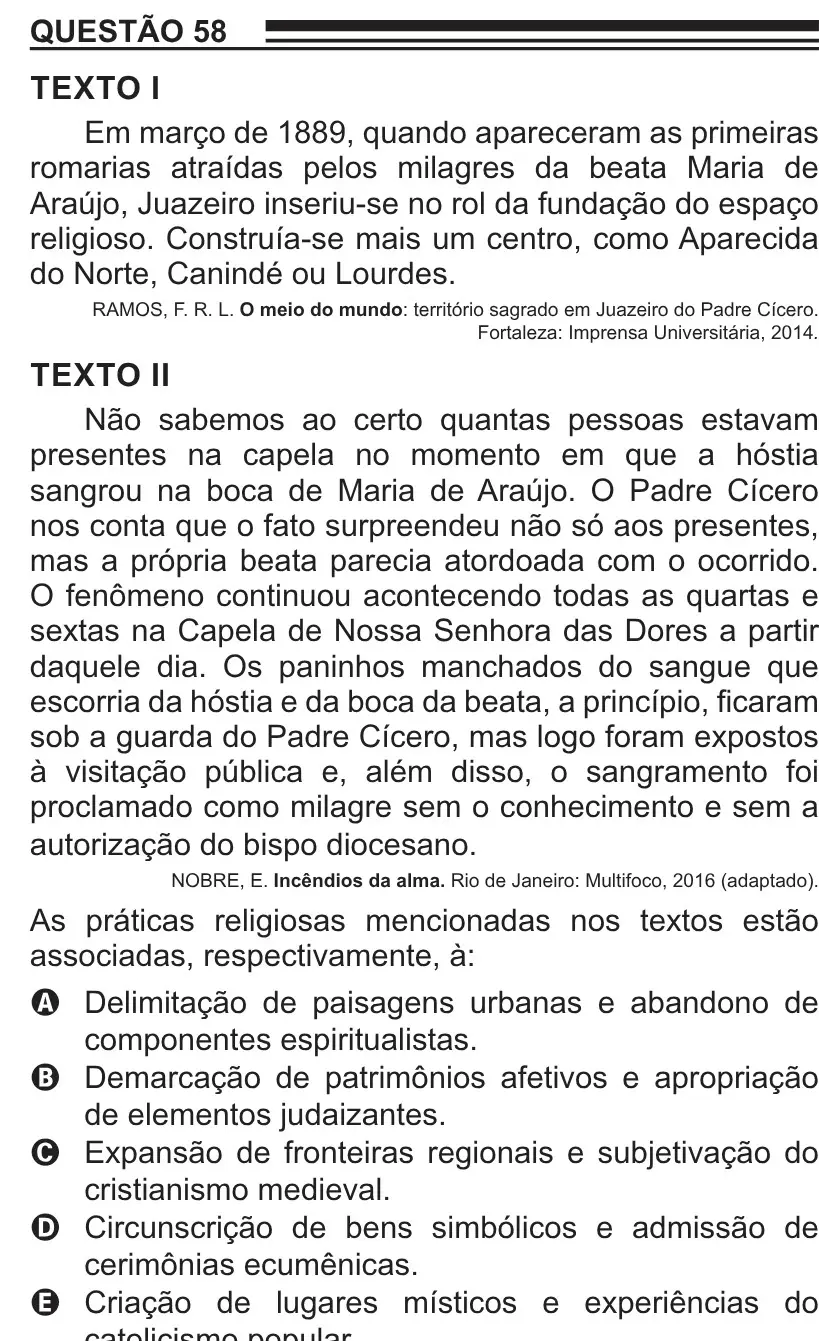 QUESTÃO 58
TEXTO I
Em março de 1889, quando apareceram as primeiras
romarias atraídas pelos milagres da beata Maria de
Araújo, Juazeiro inseriu-se no rol da fundação do espaço
religioso. Construía-se mais um centro, como Aparecida
do Norte, Canindé ou Lourdes.
RAMOS, F. R. L. O meio do mundo: território sagrado em Juazeiro do Padre Cícero.
Fortaleza: Imprensa Universitária, 2014.
TEXTO II
Não sabemos ao certo quantas pessoas estavam
presentes na capela no momento em que a hóstia
sangrou na boca de Maria de Araújo. O Padre Cícero
nos conta que o fato surpreendeu não só aos presentes,
mas a própria beata parecia atordoada com o ocorrido.
O fenômeno continuou acontecendo todas as quartas e
sextas na Capela de Nossa Senhora das Dores a partir
daquele dia. Os paninhos manchados do sangue que
escorria da hóstia e da boca da beata, a princípio, ficaram
sob a guarda do Padre Cícero, mas logo foram expostos
à visitação pública e, além disso, o sangramento foi
proclamado como milagre sem o conhecimento e sem a
autorização do bispo diocesano.
NOBRE, E. Incêndios da alma. Rio de Janeiro: Multifoco, 2016 (adaptado).
As práticas religiosas mencionadas nos textos estão
associadas, respectivamente, à:
A Delimitação de paisagens urbanas e abandono de
componentes espiritualistas.
B Demarcação de patrimônios afetivos e apropriação
de elementos judaizantes.
C Expansão de fronteiras regionais e subjetivação do
cristianismo medieval.
D Circunscrição de bens simbólicos e admissão de
cerimônias ecumênicas.
E Criação de lugares místicos e experiências do
catolicismo popular.